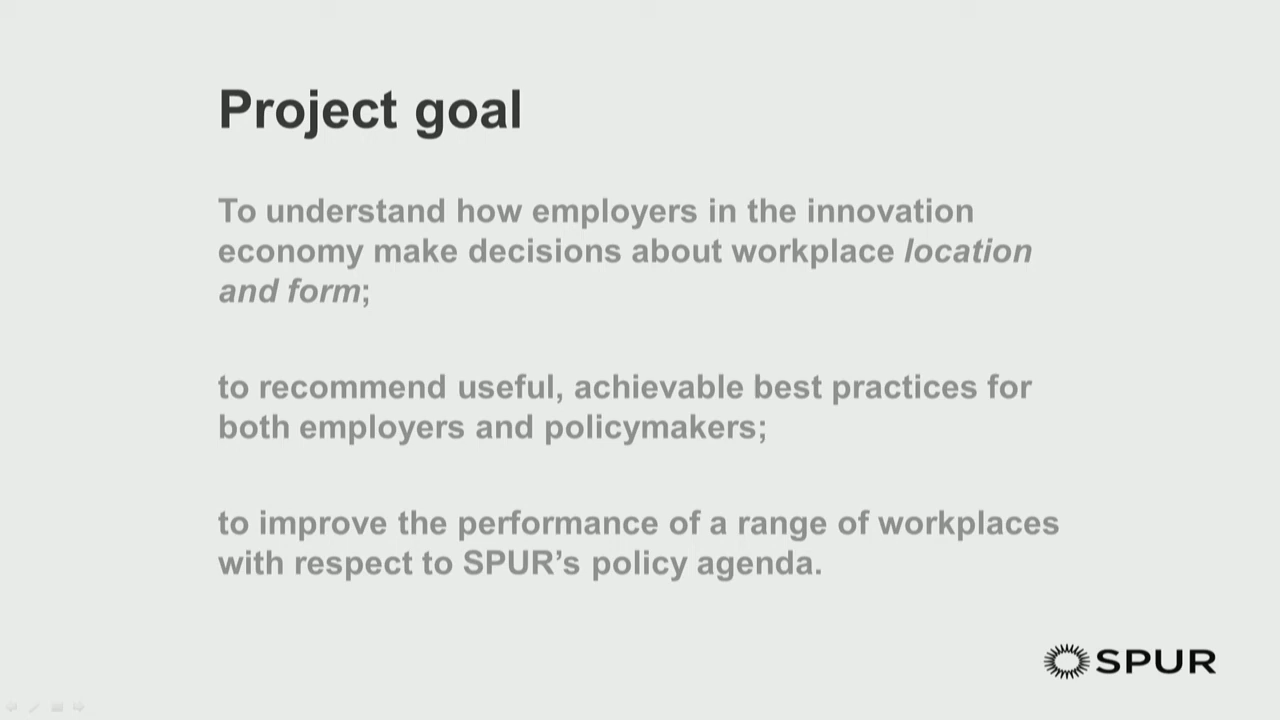 Project goal
To understand how employers in the innovation
economy make decisions about workplace location
and form;
to recommend useful, achievable best practices for
both employers and policymakers;
to improve the performance of a range of workplaces
with respect to SPUR’s policy agenda.
SPUR